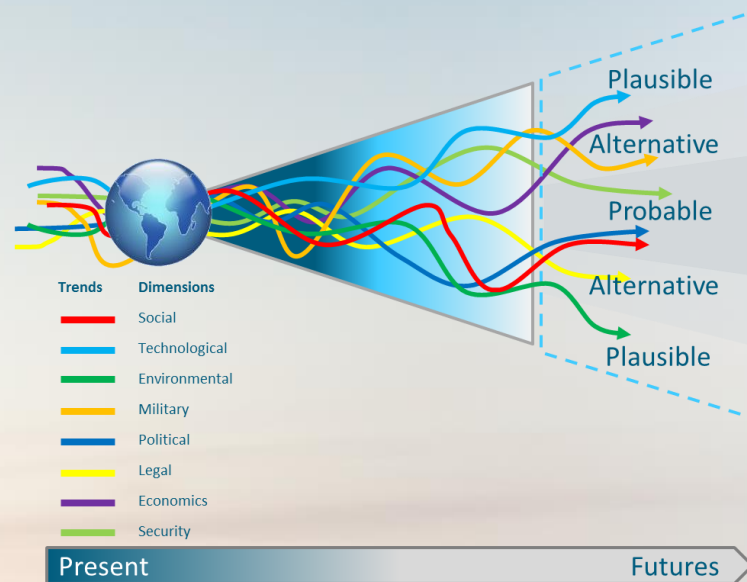 Plausible
Alternative
Probable
Alternative
Plausible
Trends Dimensions
Social
Technological
Environmental
Military
Political
Legal
Economics
Security
Present Futures